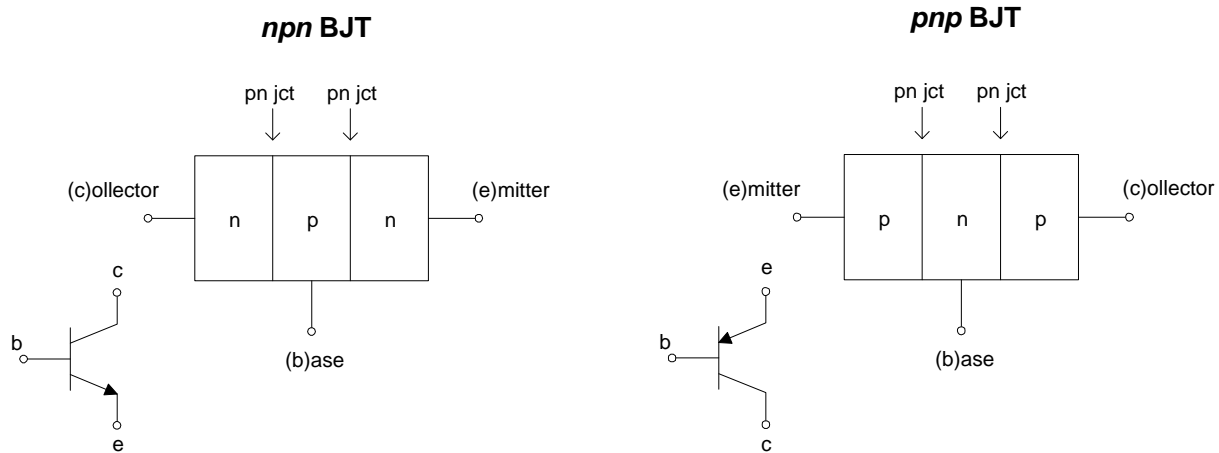 npn BJT
pn jct pn jct
(c)ollector
(e)mitter
n p n
c
b
(b)ase
e
pnp BJT
pn jct pn jct
(e)mitter
(c)ollector
p n p
e
b
(b)ase
c